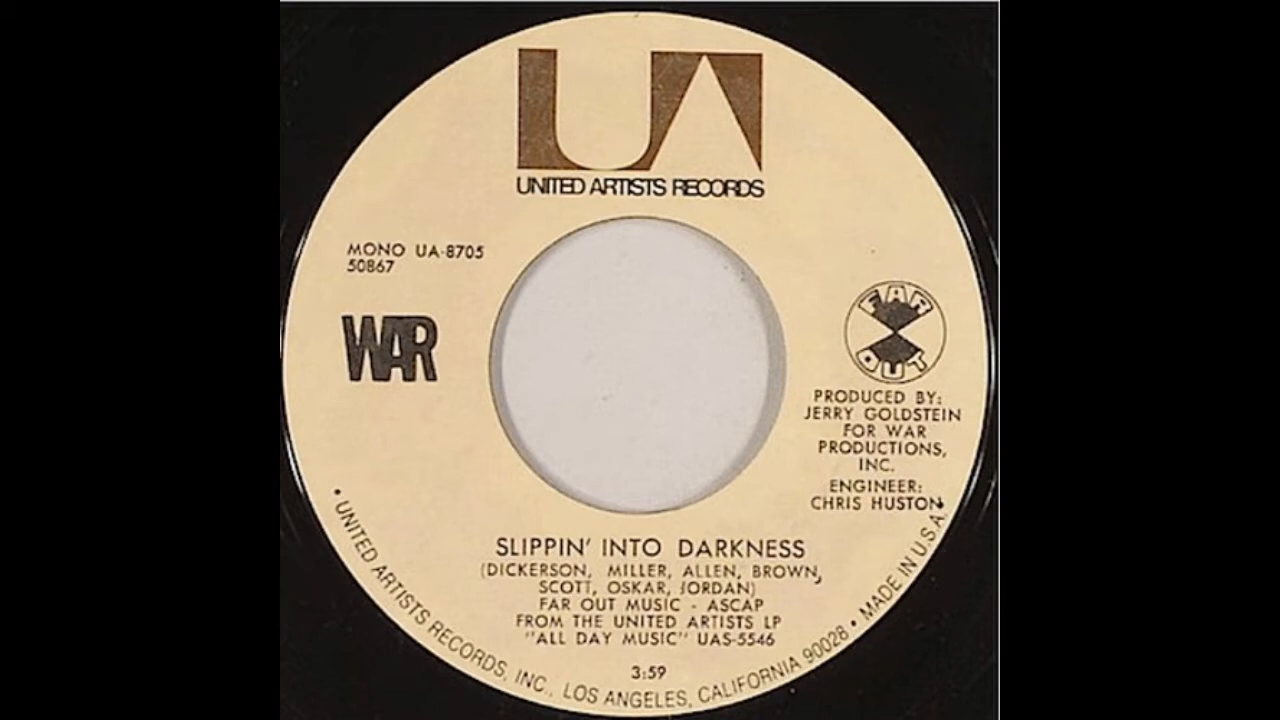 UA
UNITED ARTISTS RECORDS
MONO UA-8705
50867
WAR
FAR
OUT
PRODUCED BY:
JERRY GOLDSTEIN
FOR WAR
PRODUCTIONS,
INC.
ENGINEER:
CHRIS HUSTON
SLIPPIN' INTO DARKNESS
(DICKERSON, MILLER, ALLEN, BROWN,
SCOTT, OSKAR, JORDAN)
FAR OUT MUSIC - ASCAP
FROM THE UNITED ARTISTS LP
"ALL DAY MUSIC" UAS-5546
3:59
• UNITED ARTISTS RECORDS, INC., LOS ANGELES, CALIFORNIA 90028 • MADE IN U.S.A. •